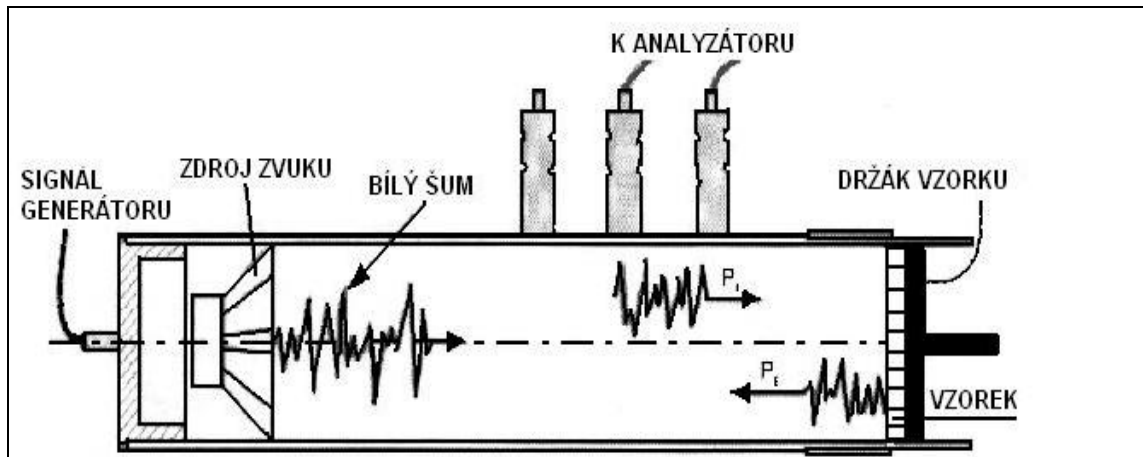 K ANALYZÁTORU
ZDROJ ZVUKU
SIGNÁL
GENERÁTORU
BÍLÝ ŠUM
DRŽÁK VZORKU
P
P
VZOREK